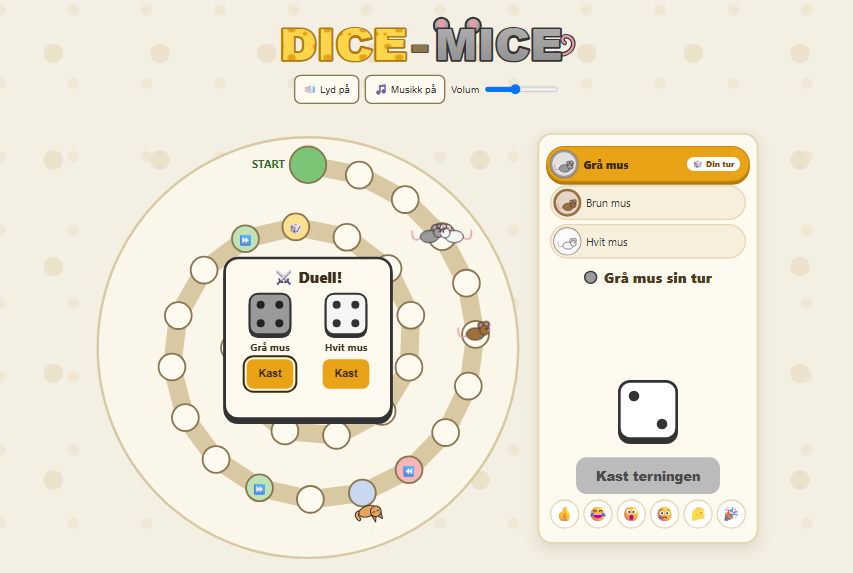 DICE-MICE
Lyd på
Musikk på
Volum
START
Grå mus
Din tur
Brun mus
Hvit mus
Grå mus sin tur
Duell!
Grå mus
Hvit mus
Kast
Kast
Kast terningen